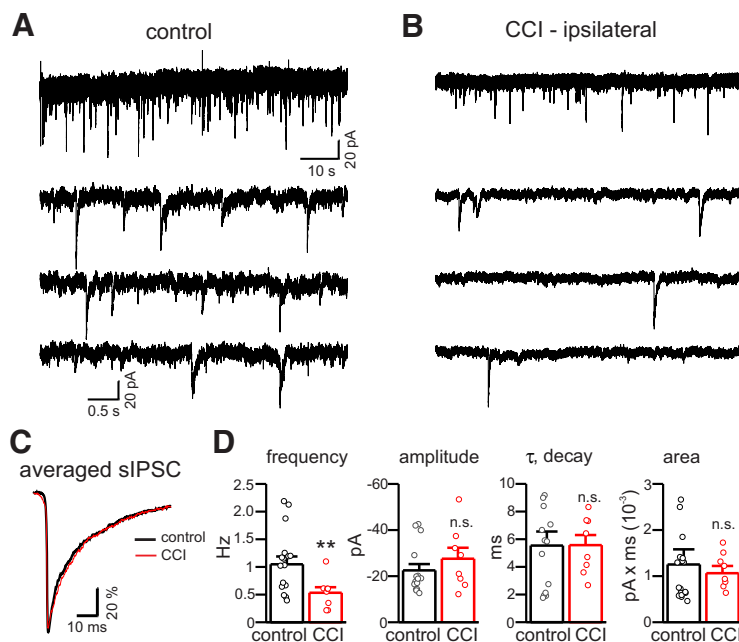 A
control
B
CCI - ipsilateral
10 s
20 pA
0.5 s
20 pA
C
averaged sIPSC
control
CCI
10 ms
20 %
D
frequency
Hz
2.5
2
1.5
1
0.5
0
**
control CCI
amplitude
pA
-60
-40
-20
0
n.s.
control CCI
τ, decay
ms
10
8
6
4
2
0
n.s.
control CCI
area
pA x ms (10⁻³)
3
2
1
0
n.s.
control CCI